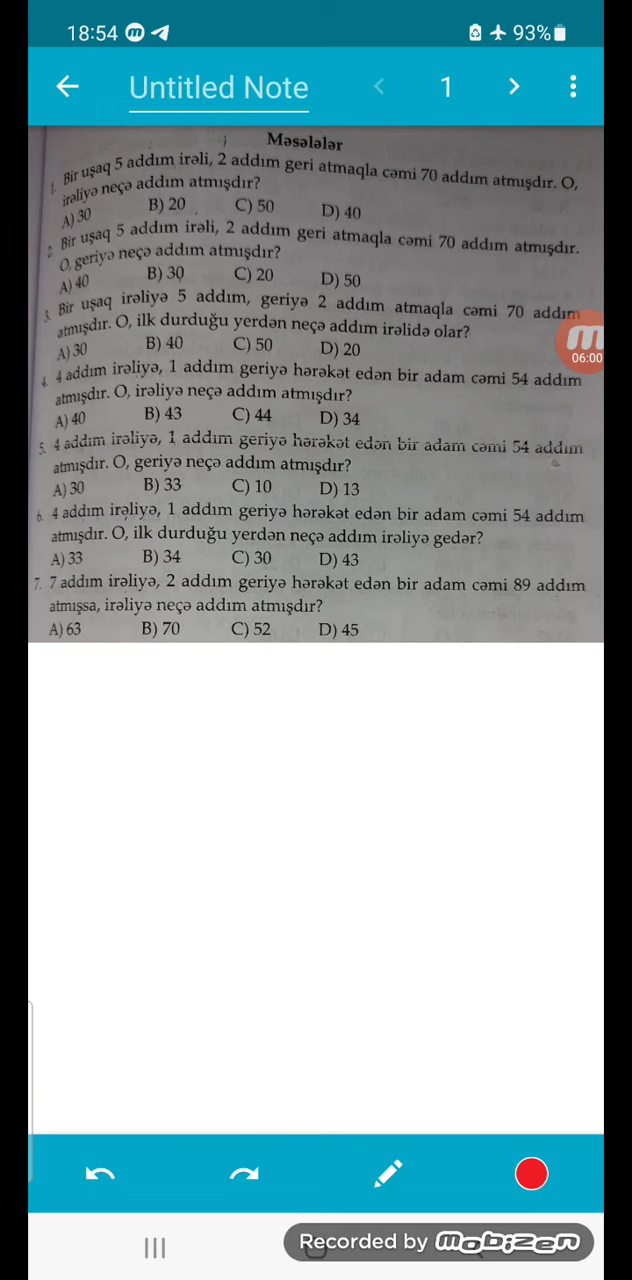 18:54 93%
Untitled Note 1
Məsələlər
1. Bir uşaq 5 addım irəli, 2 addım geri atmaqla cəmi 70 addım atmışdır. O,
irəliyə neçə addım atmışdır?
A) 30 B) 20 C) 50 D) 40
2. Bir uşaq 5 addım irəli, 2 addım geri atmaqla cəmi 70 addım atmışdır.
O, geriyə neçə addım atmışdır?
A) 40 B) 30 C) 20 D) 50
3. Bir uşaq irəliyə 5 addım, geriyə 2 addım atmaqla cəmi 70 addım
atmışdır. O, ilk durduğu yerdən neçə addım irəlidə olar?
A) 30 B) 40 C) 50 D) 20
06:00
4. 4 addım irəliyə, 1 addım geriyə hərəkət edən bir adam cəmi 54 addım
atmışdır. O, irəliyə neçə addım atmışdır?
A) 40 B) 43 C) 44 D) 34
5. 4 addım irəliyə, 1 addım geriyə hərəkət edən bir adam cəmi 54 addım
atmışdır. O, geriyə neçə addım atmışdır?
A) 30 B) 33 C) 10 D) 13
6. 4 addım irəliyə, 1 addım geriyə hərəkət edən bir adam cəmi 54 addım
atmışdır. O, ilk durduğu yerdən neçə addım irəliyə gedər?
A) 33 B) 34 C) 30 D) 43
7. 7 addım irəliyə, 2 addım geriyə hərəkət edən bir adam cəmi 89 addım
atmışsa, irəliyə neçə addım atmışdır?
A) 63 B) 70 C) 52 D) 45
Recorded by mobizen